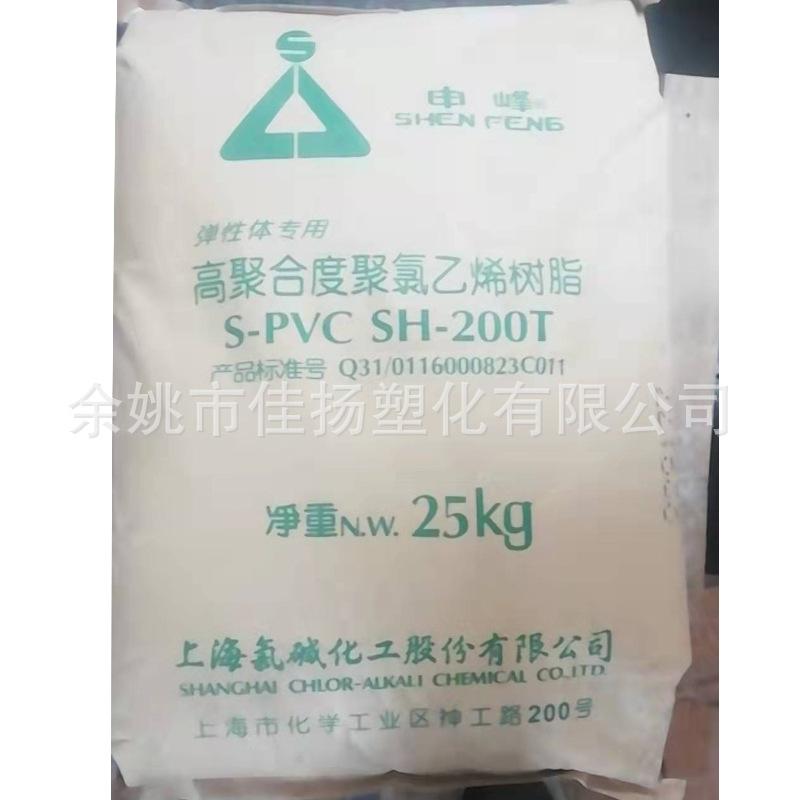 S
申峰
SHEN FENG
弹性体专用
高聚合度聚氯乙烯树脂
S-PVC SH-200T
产品标准号 Q31/0116000823C011
余姚市佳扬塑化有限公司
净重N.W. 25kg
上海氯碱化工股份有限公司
SHANGHAI CHLOR-ALKALI CHEMICAL CO.LTD.
上海市化学工业区神工路200号